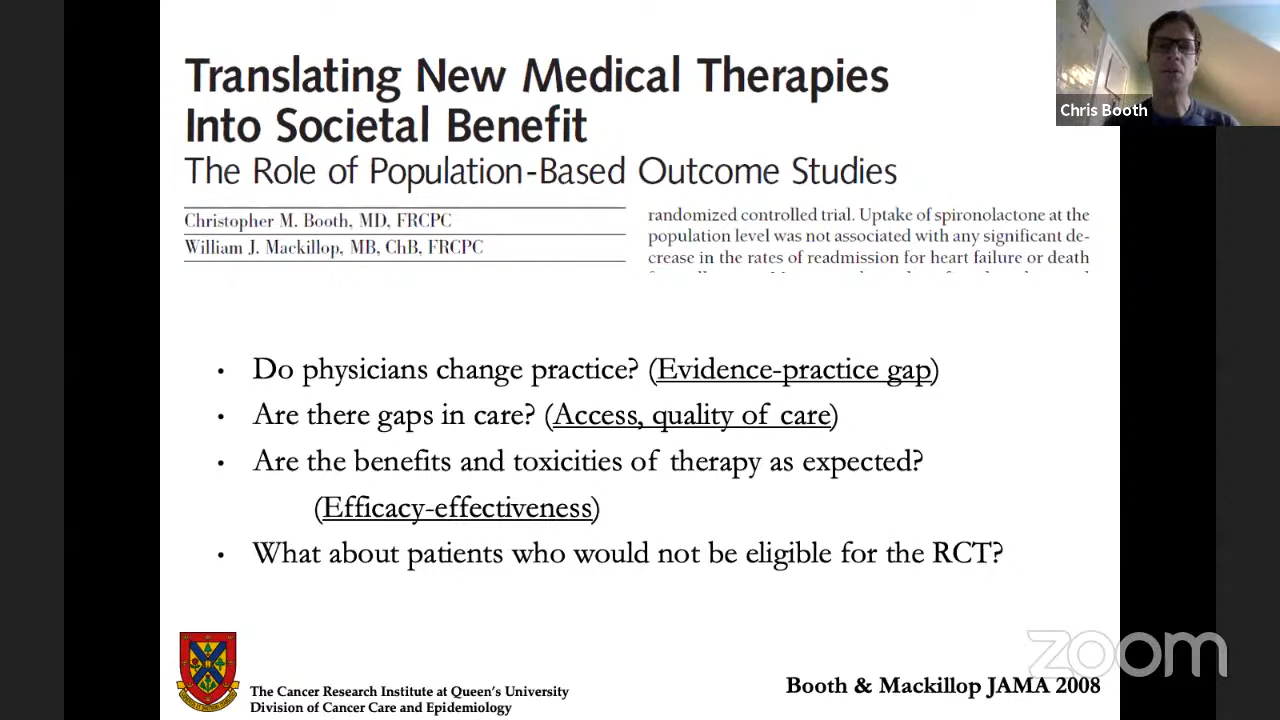 Translating New Medical Therapies
Into Societal Benefit
The Role of Population-Based Outcome Studies
Christopher M. Booth, MD, FRCPC
William J. Mackillop, MB, ChB, FRCPC
randomized controlled trial. Uptake of spironolactone at the
population level was not associated with any significant de-
crease in the rates of readmission for heart failure or death
Chris Booth
• Do physicians change practice? (Evidence-practice gap)
• Are there gaps in care? (Access, quality of care)
• Are the benefits and toxicities of therapy as expected?
(Efficacy-effectiveness)
• What about patients who would not be eligible for the RCT?
The Cancer Research Institute at Queen's University
Division of Cancer Care and Epidemiology
Booth & Mackillop JAMA 2008
zoom